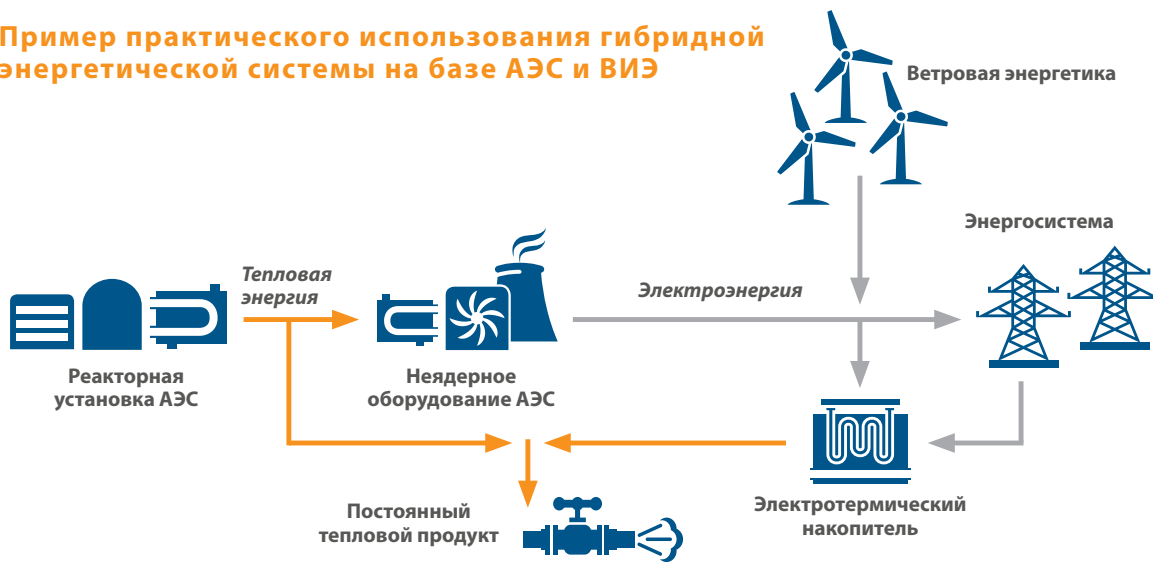 Пример практического использования гибридной
энергетической системы на базе АЭС и ВИЭ
Ветровая энергетика
Энергосистема
Тепловая
энергия
Электроэнергия
Реакторная
установка АЭС
Неядерное
оборудование АЭС
Электротермический
накопитель
Постоянный
тепловой продукт